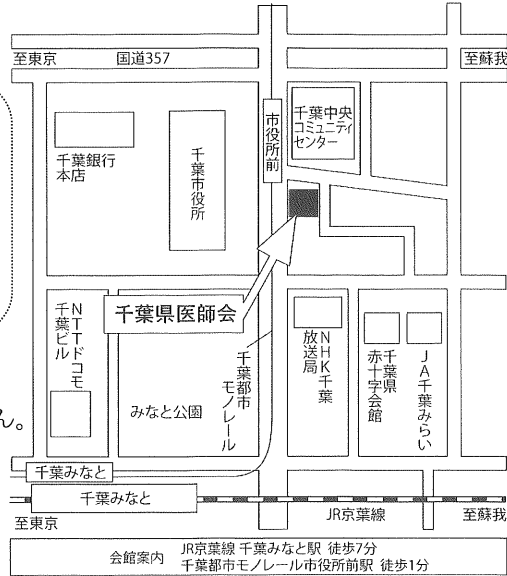 至東京
国道357
至蘇我
千葉銀行
本店
千葉市役所
市役所前
千葉中央
コミュニティ
センター
千葉県医師会
NTTドコモ
千葉ビル
みなと公園
千葉都市
モノレール
NHK千葉
放送局
千葉県
赤十字会館
JA千葉みらい
ん。
千葉みなと
千葉みなと
至東京
JR京葉線
至蘇我
会館案内
JR京葉線 千葉みなと駅 徒歩7分
千葉都市モノレール市役所前駅 徒歩1分